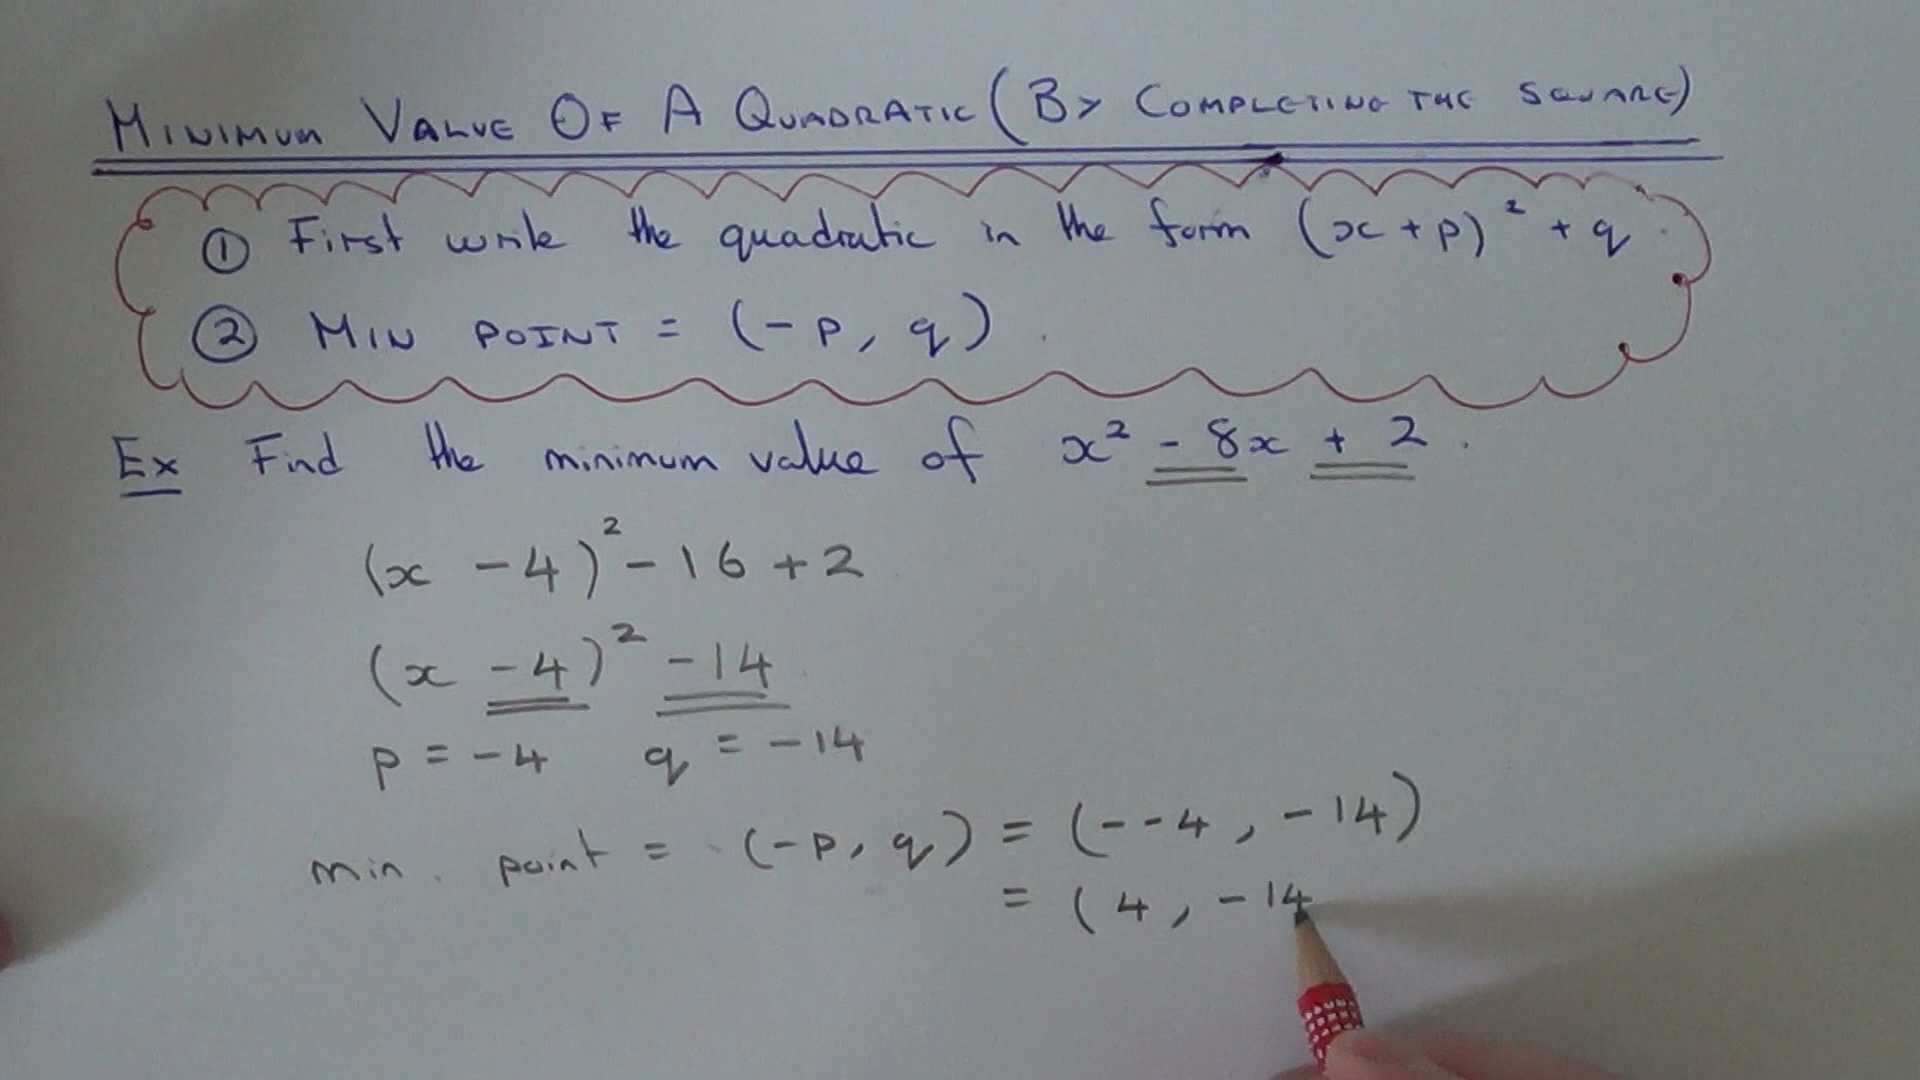 MINIMUM VALUE OF A QUADRATIC (BY COMPLETING THE SQUARE)
① First write the quadratic in the form (x + p)² + q
② MIN POINT = (-p, q)
Ex Find the minimum value of x² - 8x + 2.
(x - 4)² - 16 + 2
(x - 4)² - 14
p = -4 q = -14
min. point = (-p, q) = (--4, -14)
= (4, -14